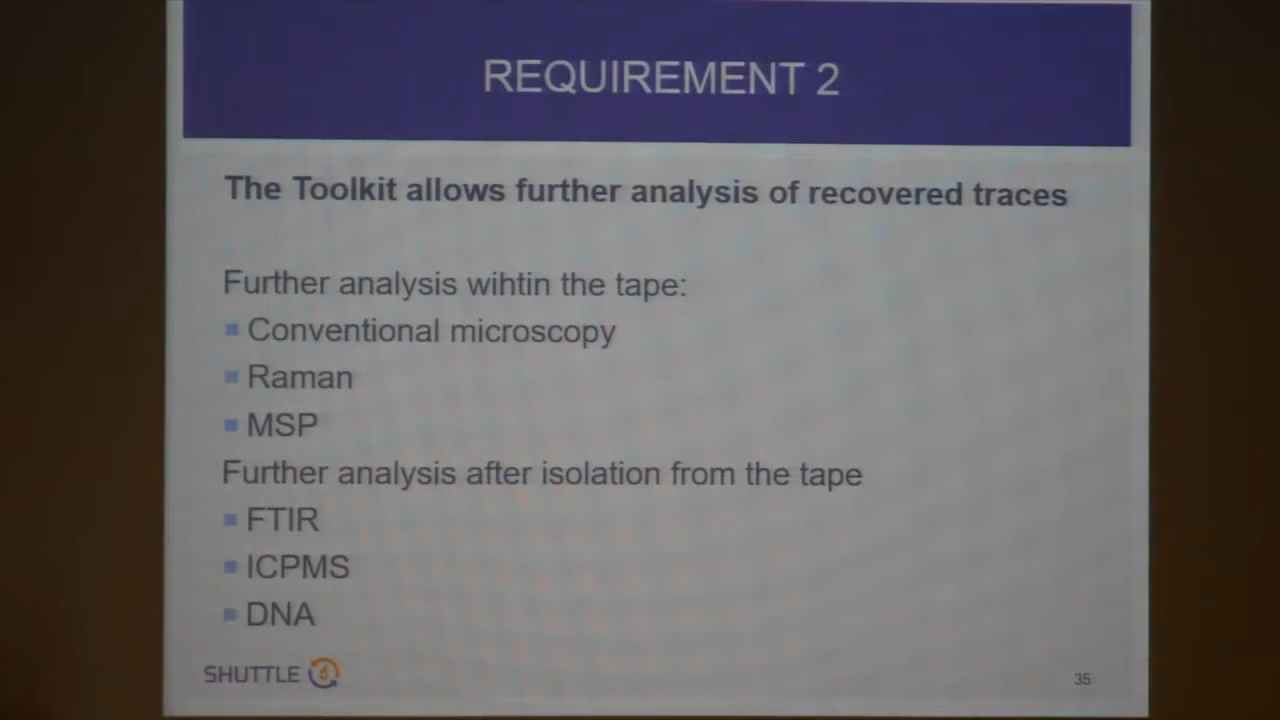 REQUIREMENT 2
The Toolkit allows further analysis of recovered traces
Further analysis wihtin the tape:
Conventional microscopy
Raman
MSP
Further analysis after isolation from the tape
FTIR
ICPMS
DNA
SHUTTLE
35